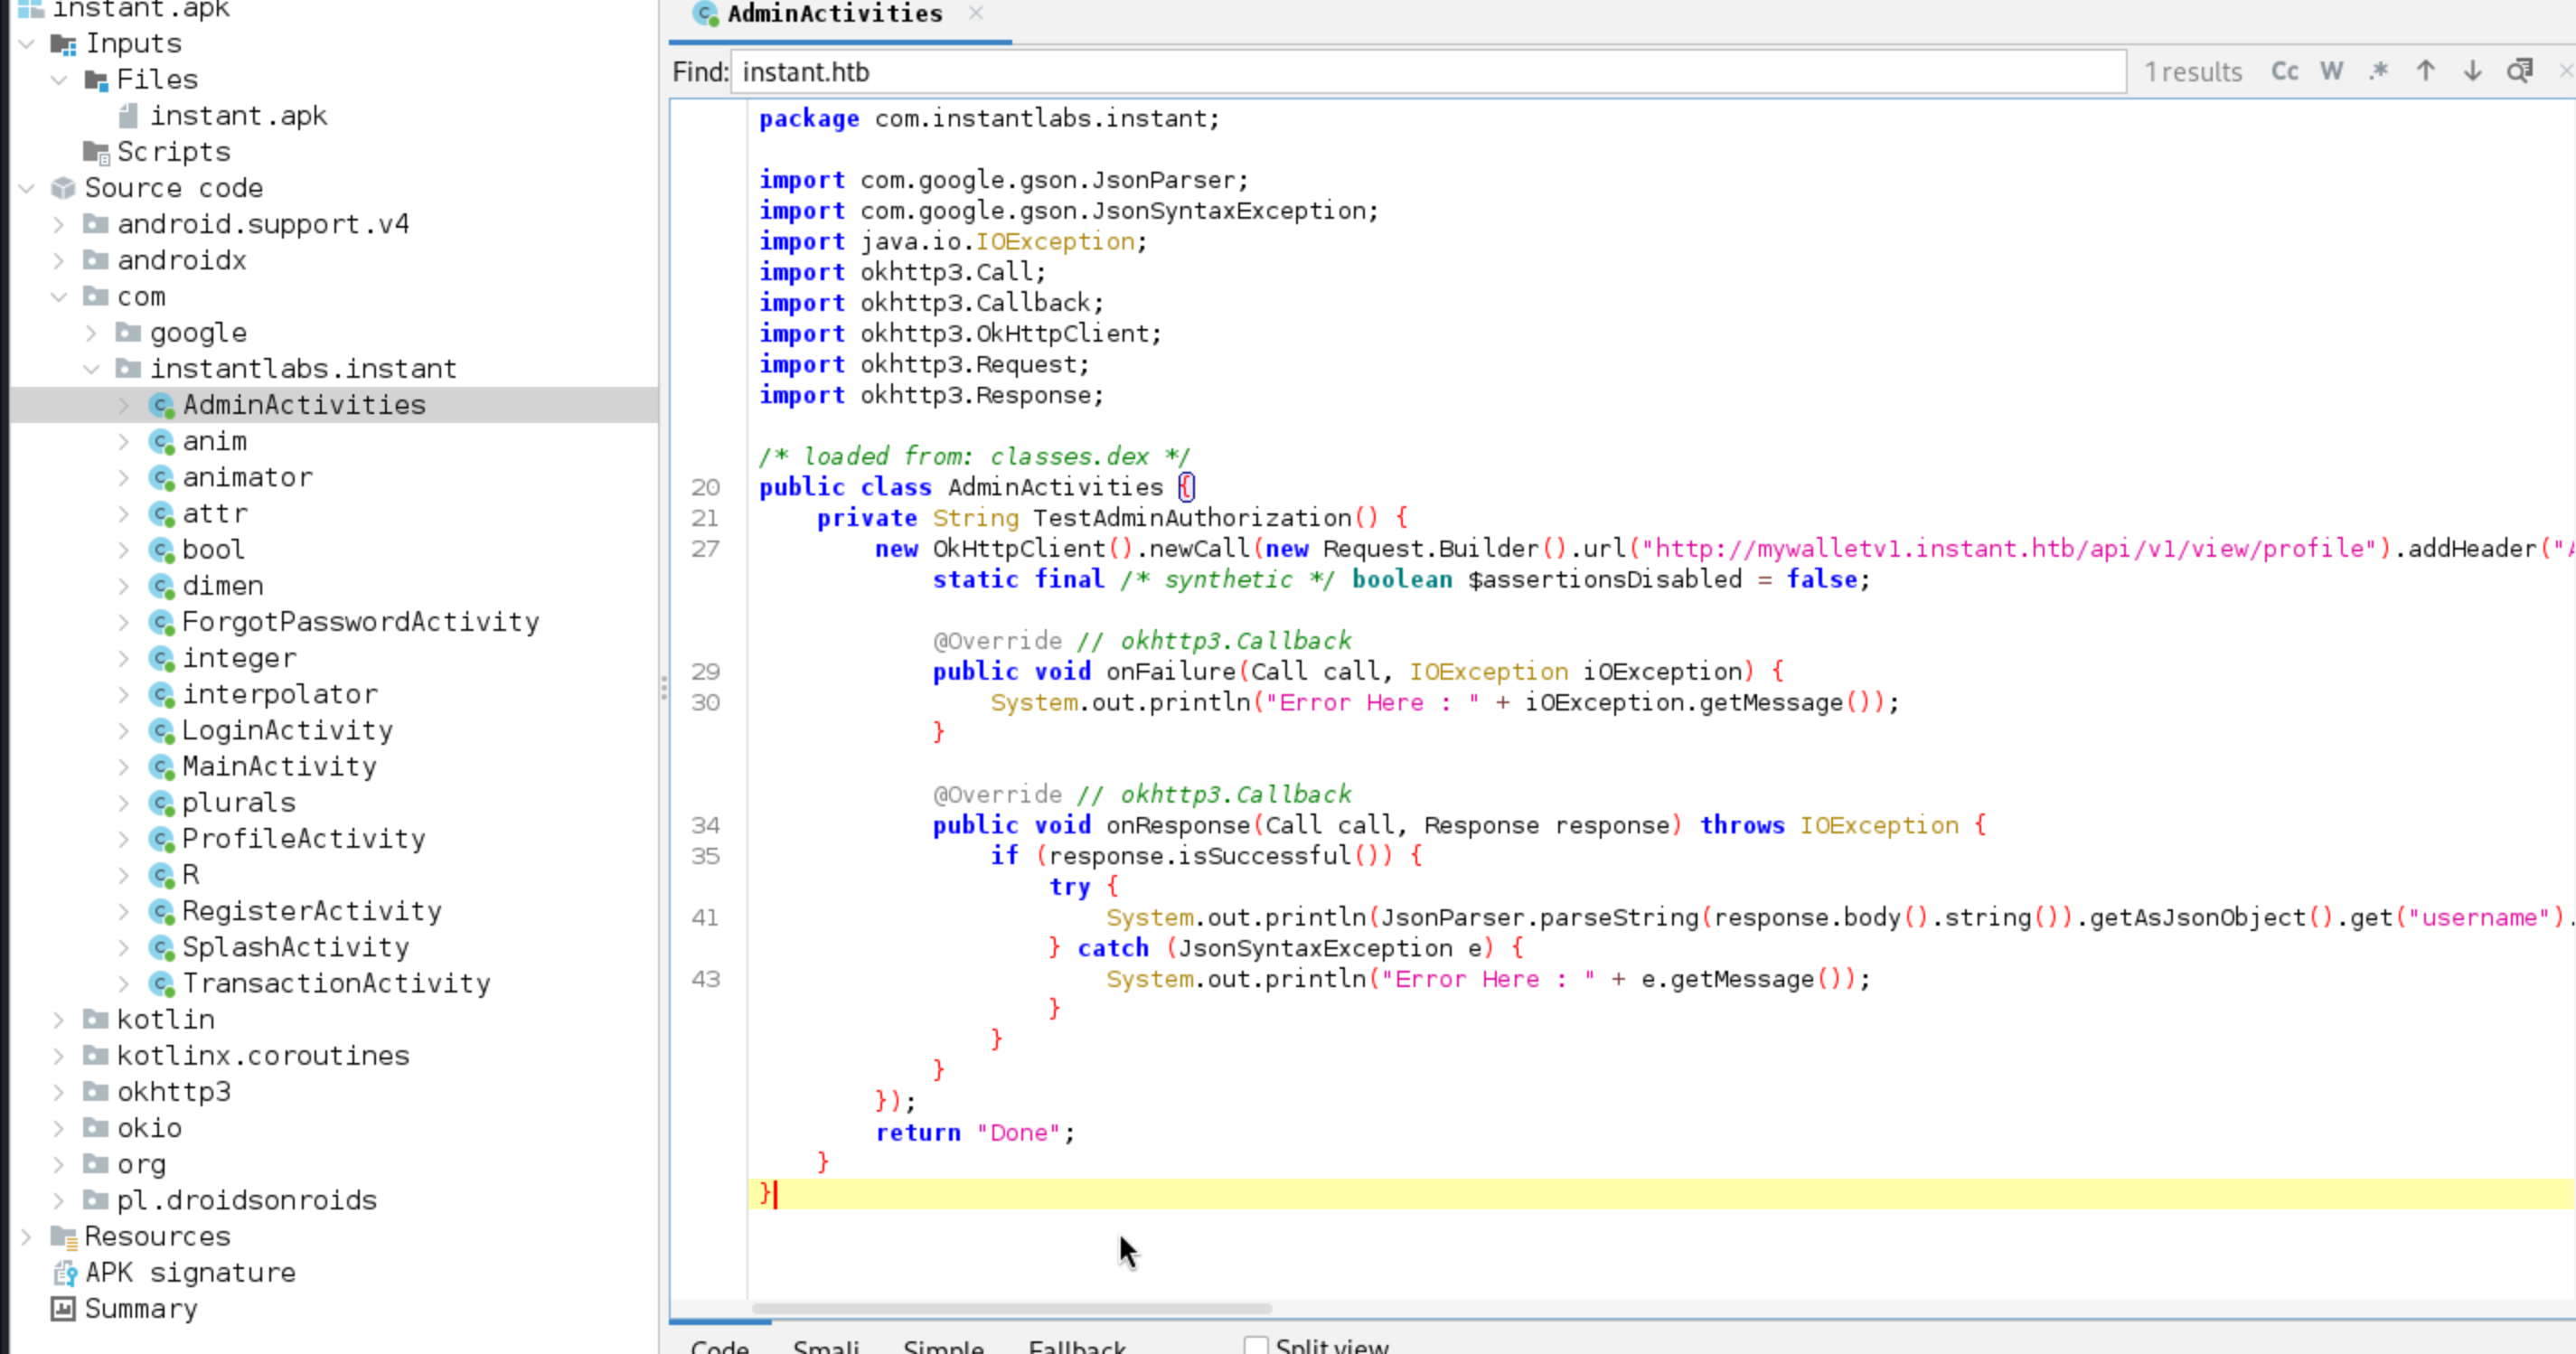 instant.apk
Inputs
Files
instant.apk
Scripts
Source code
android.support.v4
androidx
com
google
instantlabs.instant
AdminActivities
anim
animator
attr
bool
dimen
ForgotPasswordActivity
integer
interpolator
LoginActivity
MainActivity
plurals
ProfileActivity
R
RegisterActivity
SplashActivity
TransactionActivity
kotlin
kotlinx.coroutines
okhttp3
okio
org
pl.droidsonroids
Resources
APK signature
Summary
AdminActivities ×
Find: instant.htb 1 results Cc W .* ↑ ↓
package com.instantlabs.instant;
import com.google.gson.JsonParser;
import com.google.gson.JsonSyntaxException;
import java.io.IOException;
import okhttp3.Call;
import okhttp3.Callback;
import okhttp3.OkHttpClient;
import okhttp3.Request;
import okhttp3.Response;
/* loaded from: classes.dex */
20 public class AdminActivities {
21 private String TestAdminAuthorization() {
27 new OkHttpClient().newCall(new Request.Builder().url("http://mywalletv1.instant.htb/api/v1/view/profile").addHeader("
static final /* synthetic */ boolean $assertionsDisabled = false;
@Override // okhttp3.Callback
29 public void onFailure(Call call, IOException iOException) {
30 System.out.println("Error Here : " + iOException.getMessage());
}
@Override // okhttp3.Callback
34 public void onResponse(Call call, Response response) throws IOException {
35 if (response.isSuccessful()) {
try {
41 System.out.println(JsonParser.parseString(response.body().string()).getAsJsonObject().get("username").
} catch (JsonSyntaxException e) {
43 System.out.println("Error Here : " + e.getMessage());
}
}
}
});
return "Done";
}
}
Code Smali Simple Fallback Split view